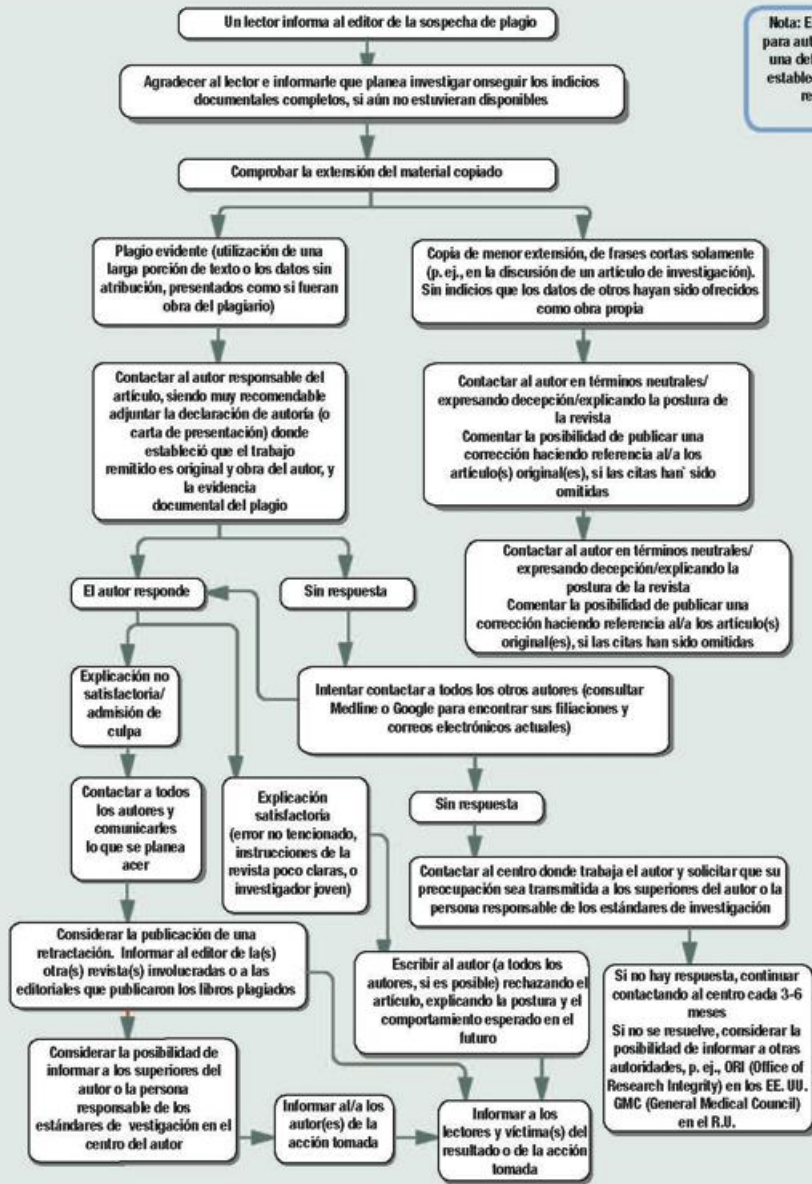 Un lector informa al editor de la sospecha de plagio
Nota: E
para aut
una del
estable
re
Agradecer al lector e informarle que planea investigar onseguir los indicios
documentales completos, si aún no estuvieran disponibles
Comprobar la extensión del material copiado
Plagio evidente (utilización de una
larga porción de texto o los datos sin
atribución, presentados como si fueran
obra del plagiario)
Copia de menor extensión, de frases cortas solamente
(p. ej., en la discusión de un artículo de investigación).
Sin indicios que los datos de otros hayan sido ofrecidos
como obra propia
Contactar al autor responsable del
artículo, siendo muy recomendable
adjuntar la declaración de autoría (o
carta de presentación) donde
estableció que el trabajo
remitido es original y obra del autor, y
la evidencia
documental del plagio
Contactar al autor en términos neutrales/
expresando decepción/explicando la postura de
la revista
Comentar la posibilidad de publicar una
corrección haciendo referencia al/a los
artículo(s) original(es), si las citas han` sido
omitidas
Contactar al autor en términos neutrales/
expresando decepción/explicando la
postura de la revista
Comentar la posibilidad de publicar una
corrección haciendo referencia al/a los artículo(s)
original(es), si las citas han sido omitidas
El autor responde
Sin respuesta
Explicación no
satisfactoria/
admisión de
culpa
Intentar contactar a todos los otros autores (consultar
Medline o Google para encontrar sus filiaciones y
correos electrónicos actuales)
Contactar a todos
los autores y
comunicarles
lo que se planea
acer
Explicación
satisfactoria
(error no tencionado,
instrucciones de la
revista poco claras, o
investigador joven)
Sin respuesta
Contactar al centro donde trabaja el autor y solicitar que su
preocupación sea transmitida a los superiores del autor o la
persona responsable de los estándares de investigación
Considerar la publicación de una
retractación. Informar al editor de la(s)
otra(s) revista(s) involucradas o a las
editoriales que publicaron los libros plagiados
Escribir al autor (a todos los
autores, si es posible) rechazando el
artículo, explicando la postura y el
comportamiento esperado en el
futuro
Si no hay respuesta, continuar
contactando al centro cada 3-6
meses
Si no se resuelve, considerar la
posibilidad de informar a otras
autoridades, p. ej., ORI (Office of
Research Integrity) en los EE. UU.
GMC (General Medical Council)
en el R.U.
Considerar la posibilidad de
informar a los superiores del
autor o la persona
responsable de los
estándares de vestigación en el
centro del autor
Informar al/a los
autor(es) de la
acción tomada
Informar a los
lectores y víctima(s) del
resultado o de la acción
tomada